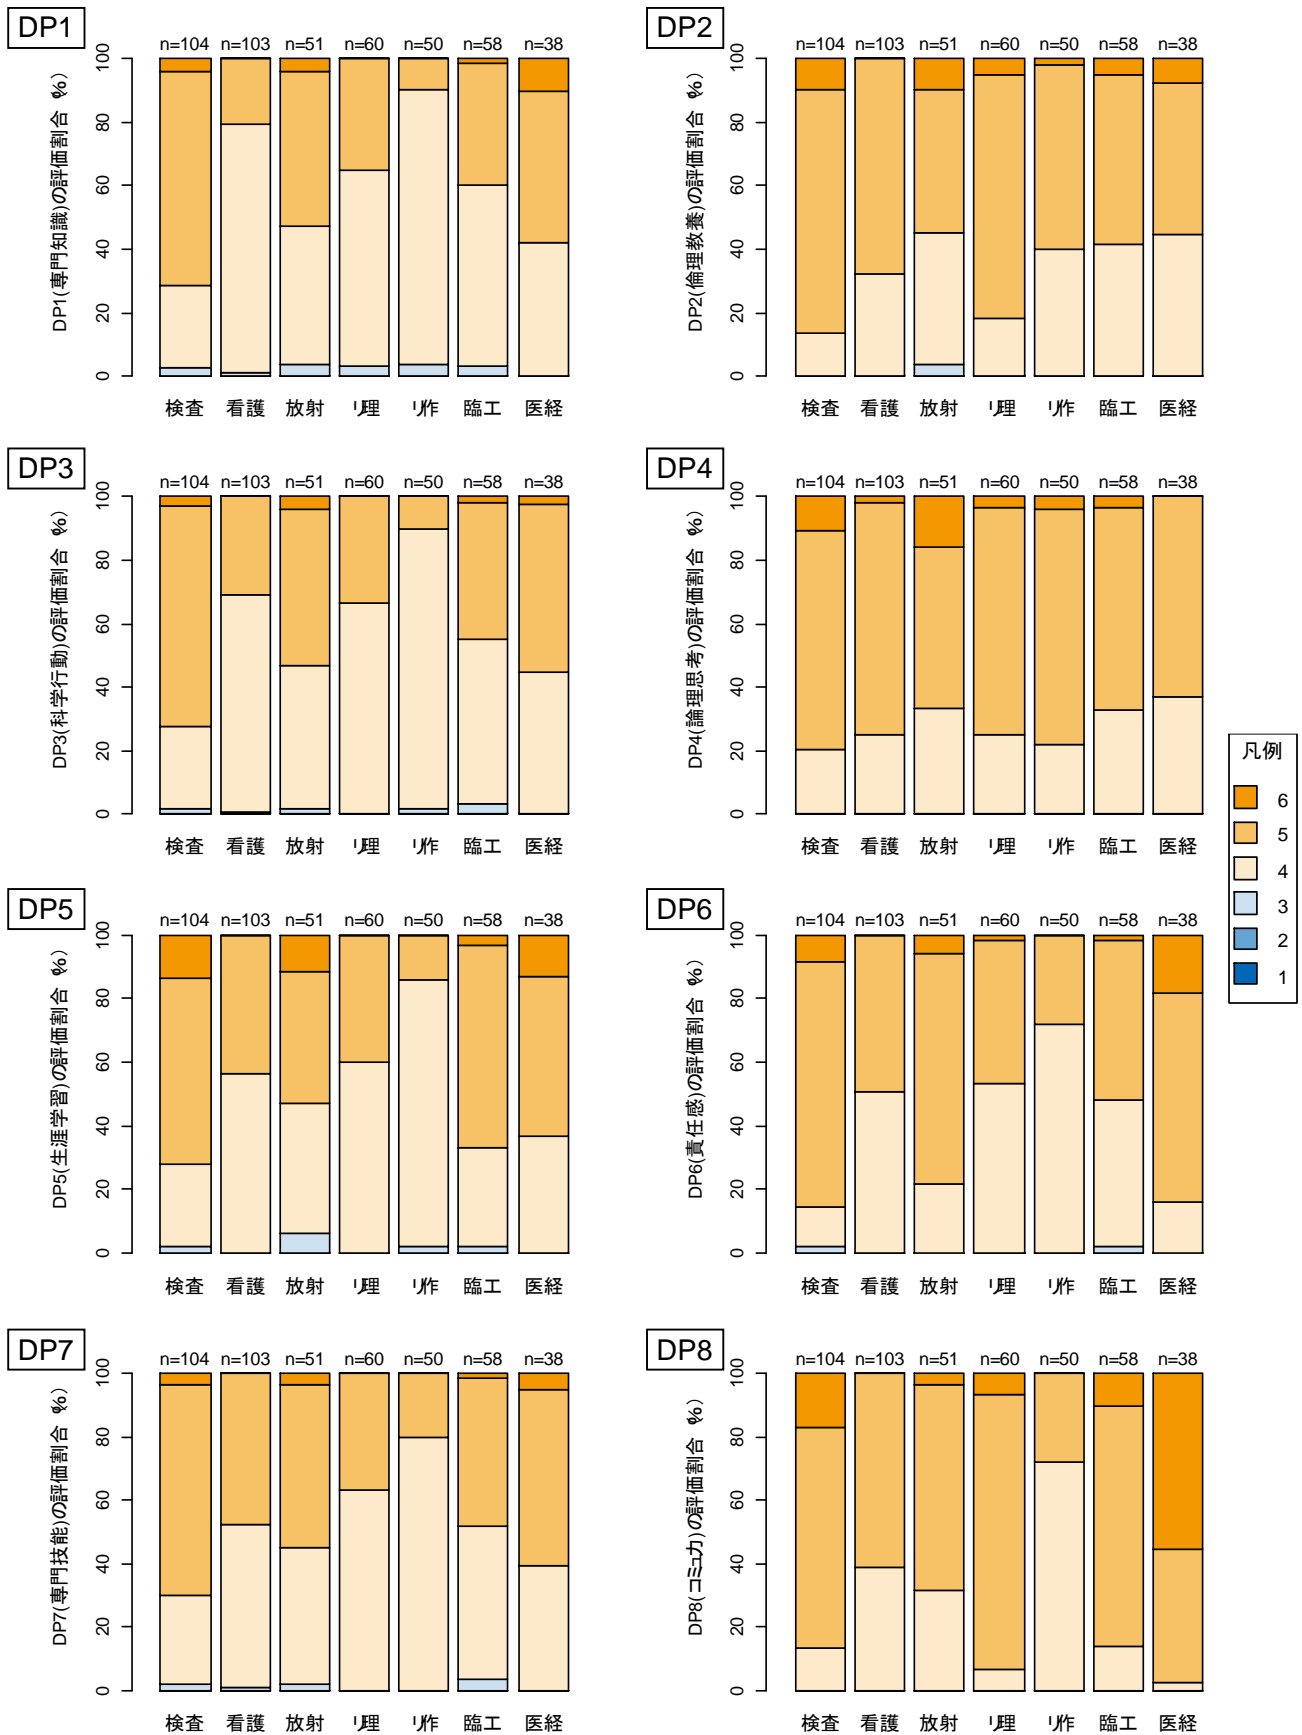 DP1
n=104 n=103 n=51 n=60 n=50 n=58 n=38
DP1(専門知識)の評価割合 (%)
0 20 40 60 80 100
検査 看護 放射 リ理 リ作 臨工 医経
DP2
n=104 n=103 n=51 n=60 n=50 n=58 n=38
DP2(倫理教養)の評価割合 (%)
0 20 40 60 80 100
検査 看護 放射 リ理 リ作 臨工 医経
DP3
n=104 n=103 n=51 n=60 n=50 n=58 n=38
DP3(科学行動)の評価割合 (%)
0 20 40 60 80 100
検査 看護 放射 リ理 リ作 臨工 医経
DP4
n=104 n=103 n=51 n=60 n=50 n=58 n=38
DP4(論理思考)の評価割合 (%)
0 20 40 60 80 100
検査 看護 放射 リ理 リ作 臨工 医経
凡例
6
5
4
3
2
1
DP5
n=104 n=103 n=51 n=60 n=50 n=58 n=38
DP5(生涯学習)の評価割合 (%)
0 20 40 60 80 100
検査 看護 放射 リ理 リ作 臨工 医経
DP6
n=104 n=103 n=51 n=60 n=50 n=58 n=38
DP6(責任感)の評価割合 (%)
0 20 40 60 80 100
検査 看護 放射 リ理 リ作 臨工 医経
DP7
n=104 n=103 n=51 n=60 n=50 n=58 n=38
DP7(専門技能)の評価割合 (%)
0 20 40 60 80 100
検査 看護 放射 リ理 リ作 臨工 医経
DP8
n=104 n=103 n=51 n=60 n=50 n=58 n=38
DP8(コミュ力)の評価割合 (%)
0 20 40 60 80 100
検査 看護 放射 リ理 リ作 臨工 医経